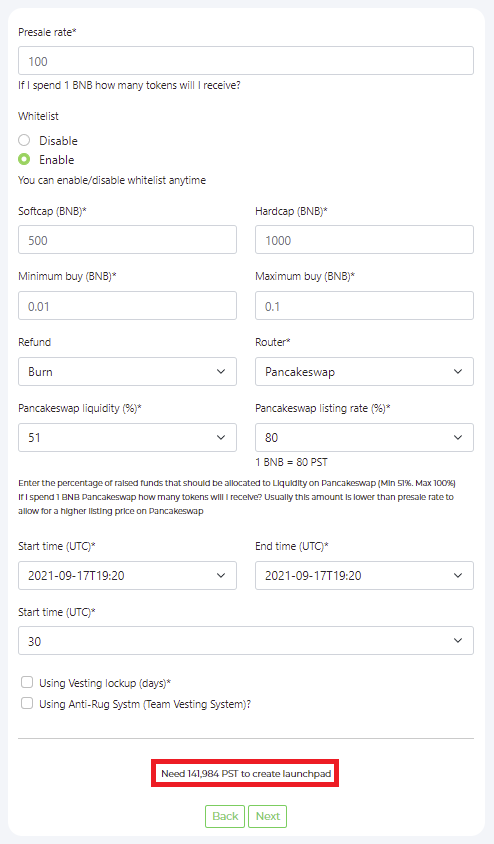 Presale rate*
100
If I spend 1 BNB how many tokens will I receive?
Whitelist
Disable
Enable
You can enable/disable whitelist anytime
Softcap (BNB)*
Hardcap (BNB)*
500
1000
Minimum buy (BNB)*
Maximum buy (BNB)*
0.01
0.1
Refund
Router*
Burn
Pancakeswap
Pancakeswap liquidity (%)*
Pancakeswap listing rate (%)*
51
80
1 BNB = 80 PST
Enter the percentage of raised funds that should be allocated to Liquidity on Pancakeswap (Min 51%. Max 100%)
If I spend 1 BNB Pancakeswap how many tokens will I receive? Usually this amount is lower than presale rate to
allow for a higher listing price on Pancakeswap
Start time (UTC)*
End time (UTC)*
2021-09-17T19:20
2021-09-17T19:20
Start time (UTC)*
30
Using Vesting lockup (days)*
Using Anti-Rug Systm (Team Vesting System)?
Need 141,984 PST to create launchpad
Back
Next